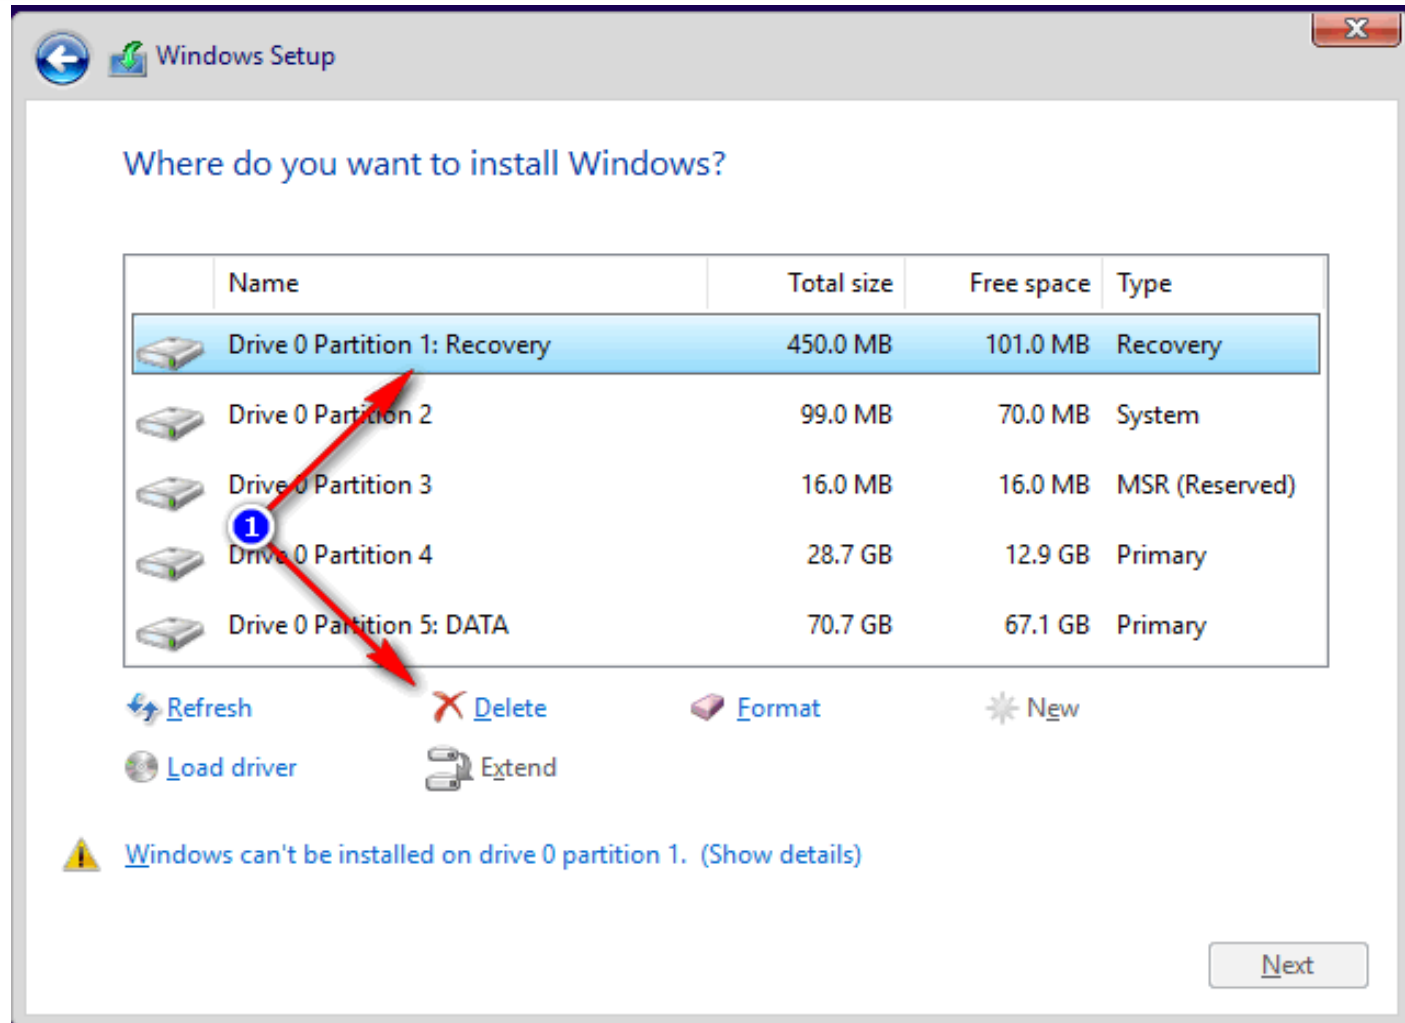 Windows Setup
Where do you want to install Windows?
Name Total size Free space Type
Drive 0 Partition 1: Recovery 450.0 MB 101.0 MB Recovery
Drive 0 Partition 2 99.0 MB 70.0 MB System
Drive 0 Partition 3 16.0 MB 16.0 MB MSR (Reserved)
1
Drive 0 Partition 4 28.7 GB 12.9 GB Primary
Drive 0 Partition 5: DATA 70.7 GB 67.1 GB Primary
Refresh Delete Format New
Load driver Extend
Windows can't be installed on drive 0 partition 1. (Show details)
Next